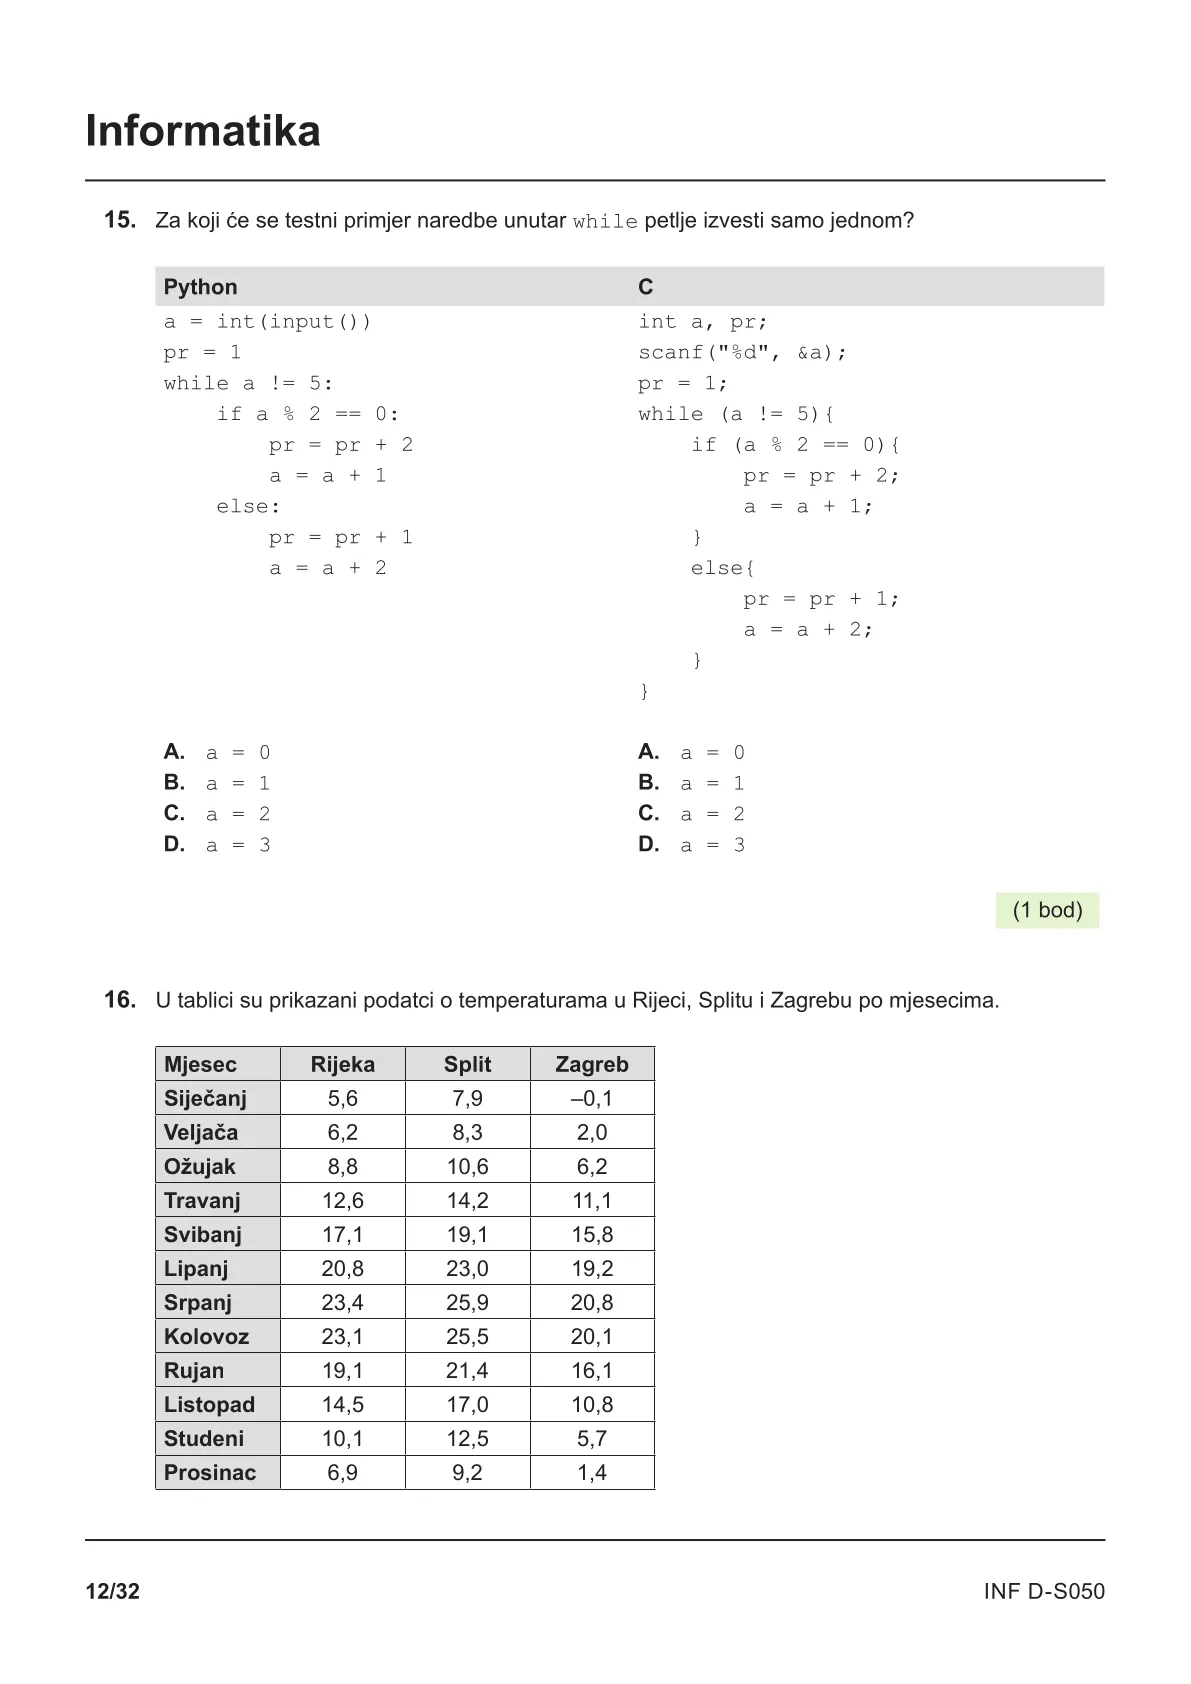 Informatika
15. Za koji će se testni primjer naredbe unutar while petlje izvesti samo jednom?
Python C
a = int(input()) int a, pr;
pr = 1 scanf("%d", &a);
while a != 5: pr = 1;
if a % 2 == 0: while (a != 5){
pr = pr + 2 if (a % 2 == 0){
a = a + 1 pr = pr + 2;
else: a = a + 1;
pr = pr + 1 }
a = a + 2 else{
pr = pr + 1;
a = a + 2;
}
}
A. a = 0 A. a = 0
B. a = 1 B. a = 1
C. a = 2 C. a = 2
D. a = 3 D. a = 3
(1 bod)
16. U tablici su prikazani podatci o temperaturama u Rijeci, Splitu i Zagrebu po mjesecima.
Mjesec Rijeka Split Zagreb
Siječanj 5,6 7,9 –0,1
Veljača 6,2 8,3 2,0
Ožujak 8,8 10,6 6,2
Travanj 12,6 14,2 11,1
Svibanj 17,1 19,1 15,8
Lipanj 20,8 23,0 19,2
Srpanj 23,4 25,9 20,8
Kolovoz 23,1 25,5 20,1
Rujan 19,1 21,4 16,1
Listopad 14,5 17,0 10,8
Studeni 10,1 12,5 5,7
Prosinac 6,9 9,2 1,4
12/32 INF D-S050